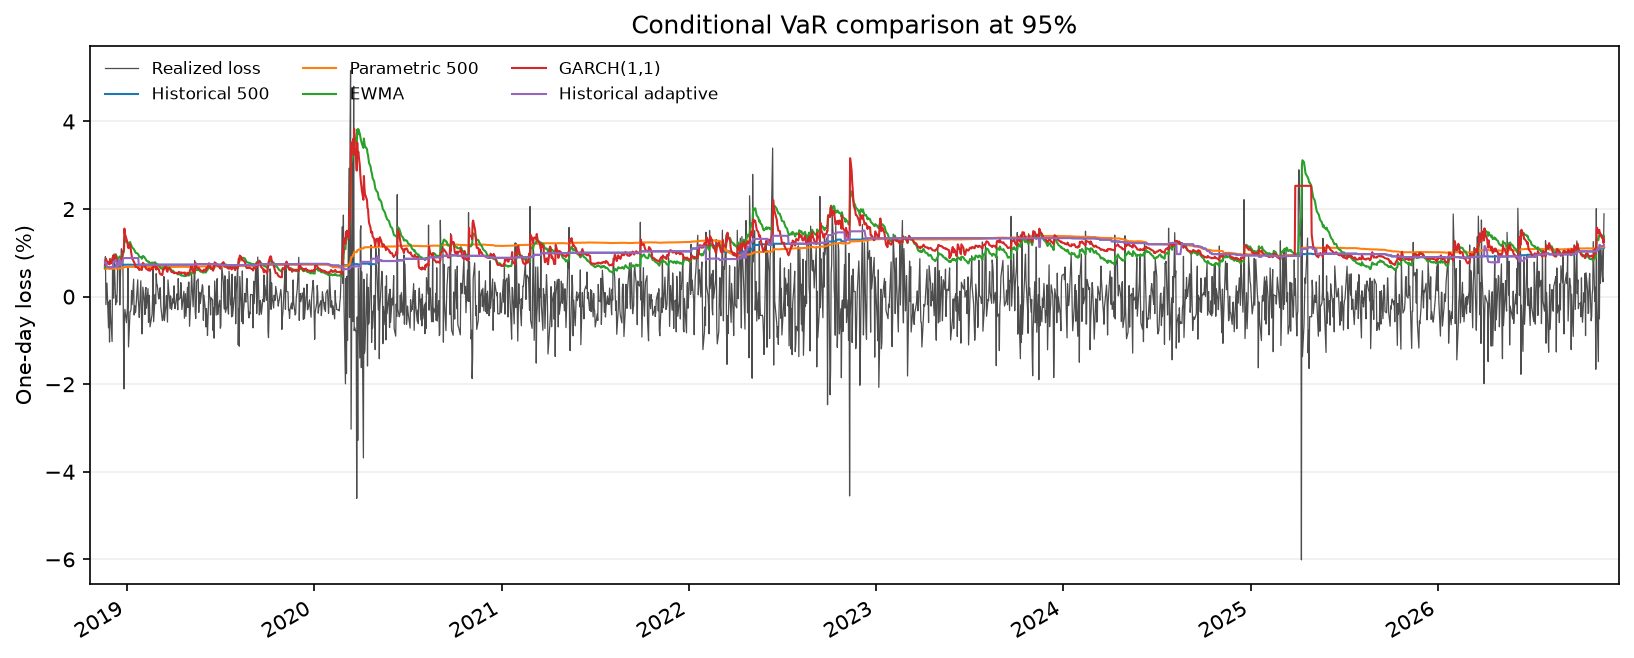 Conditional VaR comparison at 95%
Realized loss
Historical 500
Parametric 500
EWMA
GARCH(1,1)
Historical adaptive
One-day loss (%)
4
2
0
−2
−4
−6
2019
2020
2021
2022
2023
2024
2025
2026